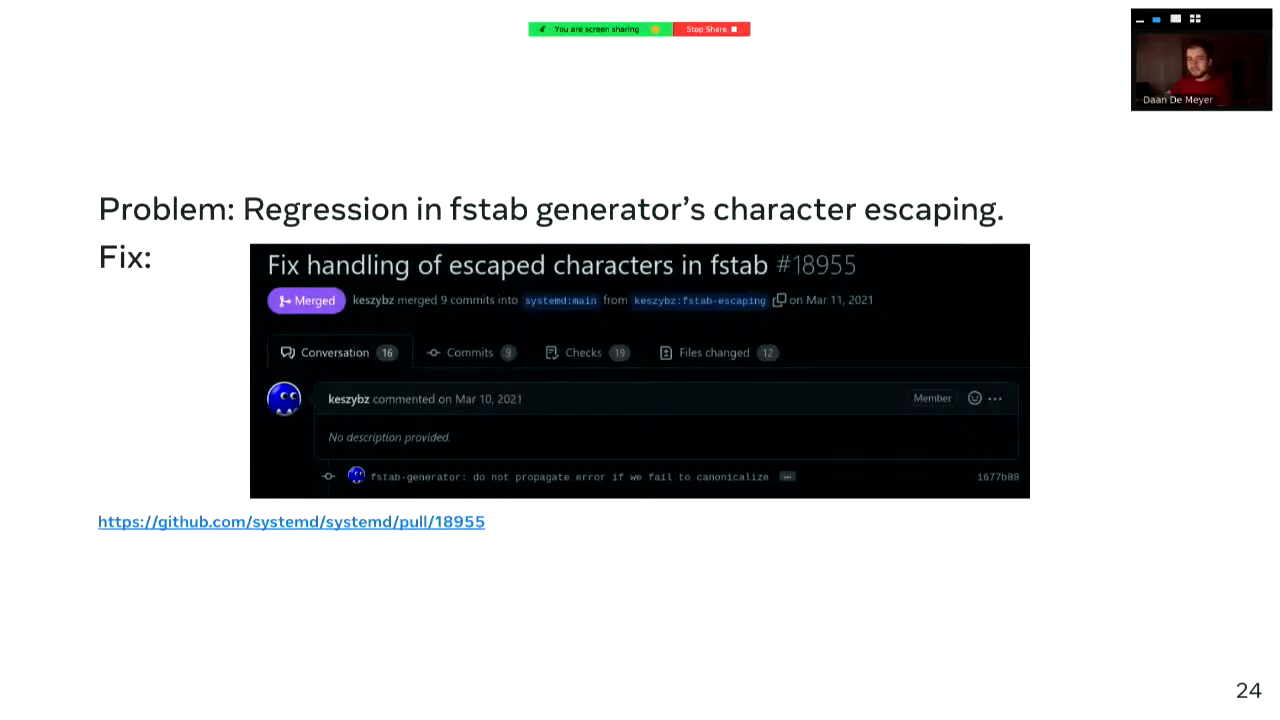 You are screen sharing
Stop Share
Daan De Meyer
Problem: Regression in fstab generator’s character escaping.
Fix:
Fix handling of escaped characters in fstab #18955
Merged keszybz merged 9 commits into systemd:main from keszybz:fstab-escaping on Mar 11, 2021
Conversation 16 Commits 9 Checks 19 Files changed 12
keszybz commented on Mar 10, 2021 Member
No description provided.
fstab-generator: do not propagate error if we fail to canonicalize ... 1677b88
https://github.com/systemd/systemd/pull/18955
24